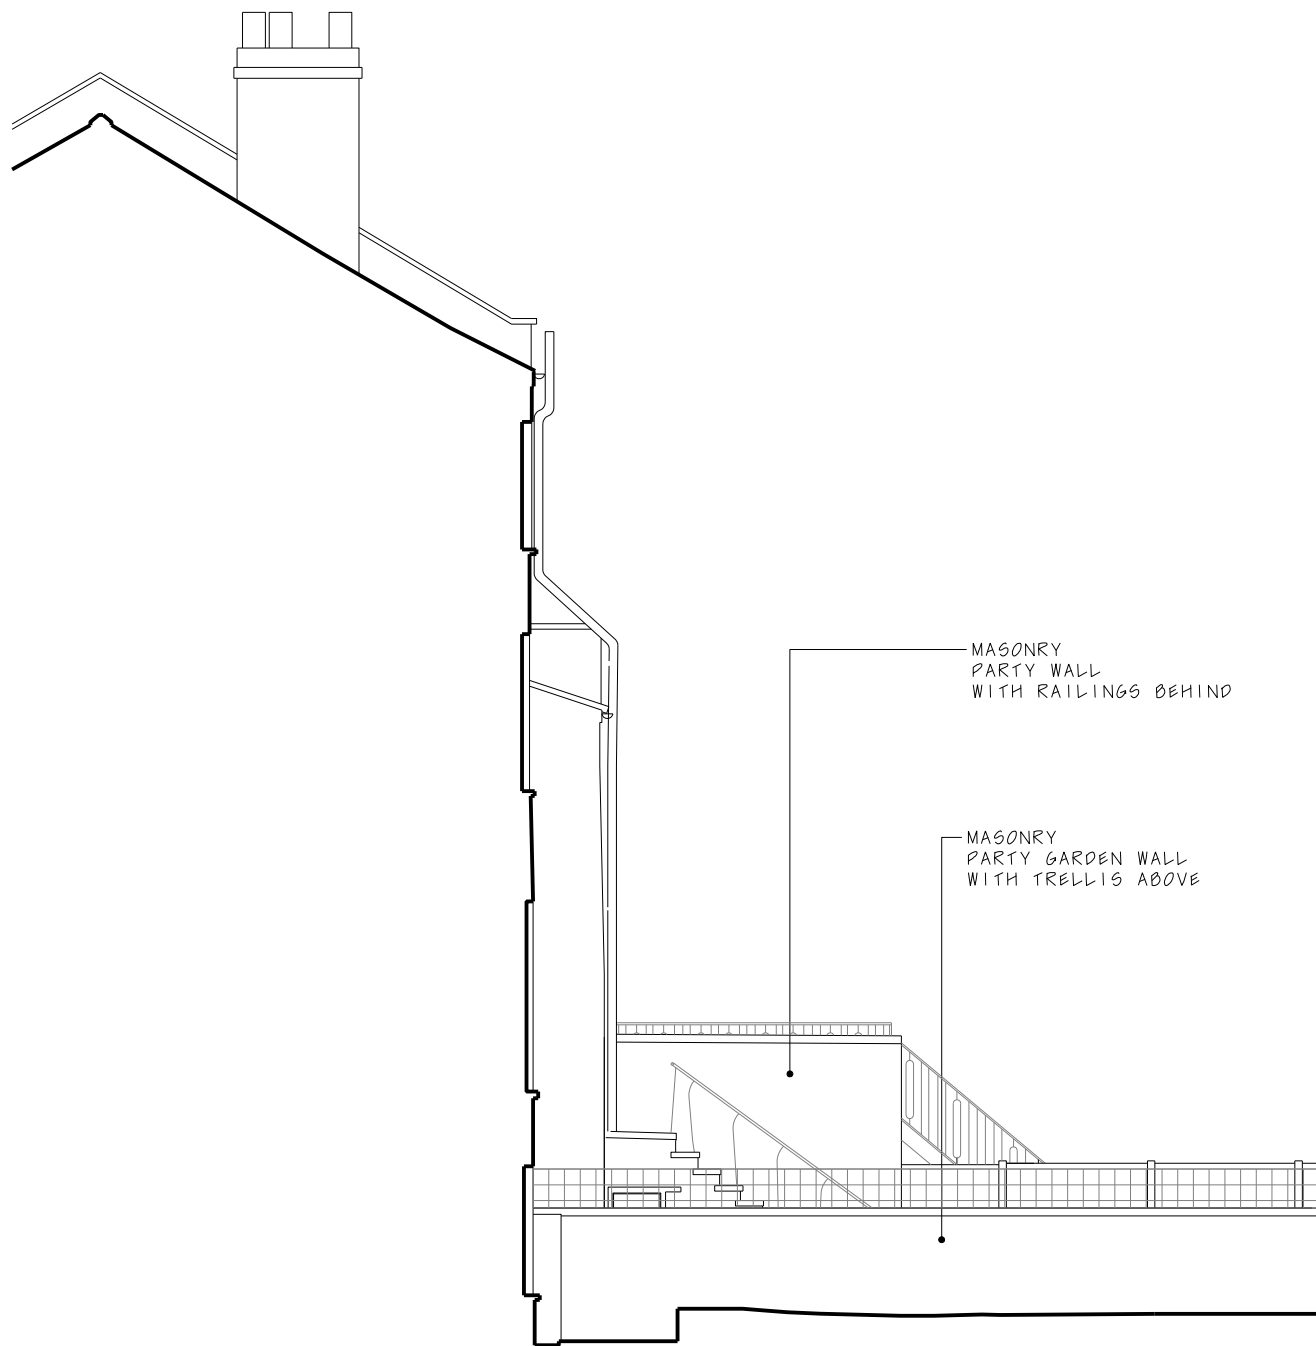 MASONRY
PARTY WALL
WITH RAILINGS BEHIND
MASONRY
PARTY GARDEN WALL
WITH TRELLIS ABOVE